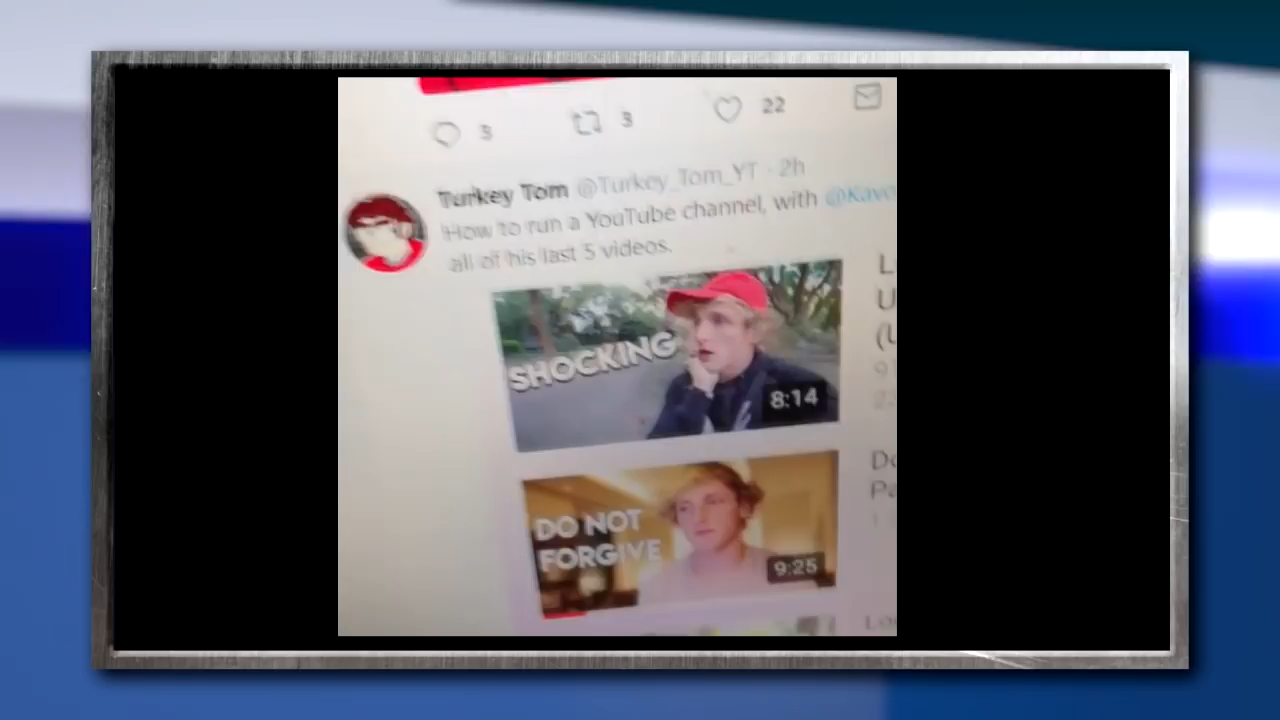 3 3 22
Turkey Tom @Turkey_Tom_YT · 2h
How to run a YouTube channel, with
all of his last 5 videos.
SHOCKING
8:14
DO NOT
FORGIVE
9:25